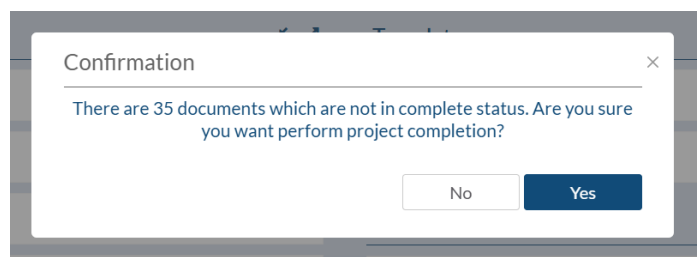 Confirmation
There are 35 documents which are not in complete status. Are you sure
you want perform project completion?
No
Yes